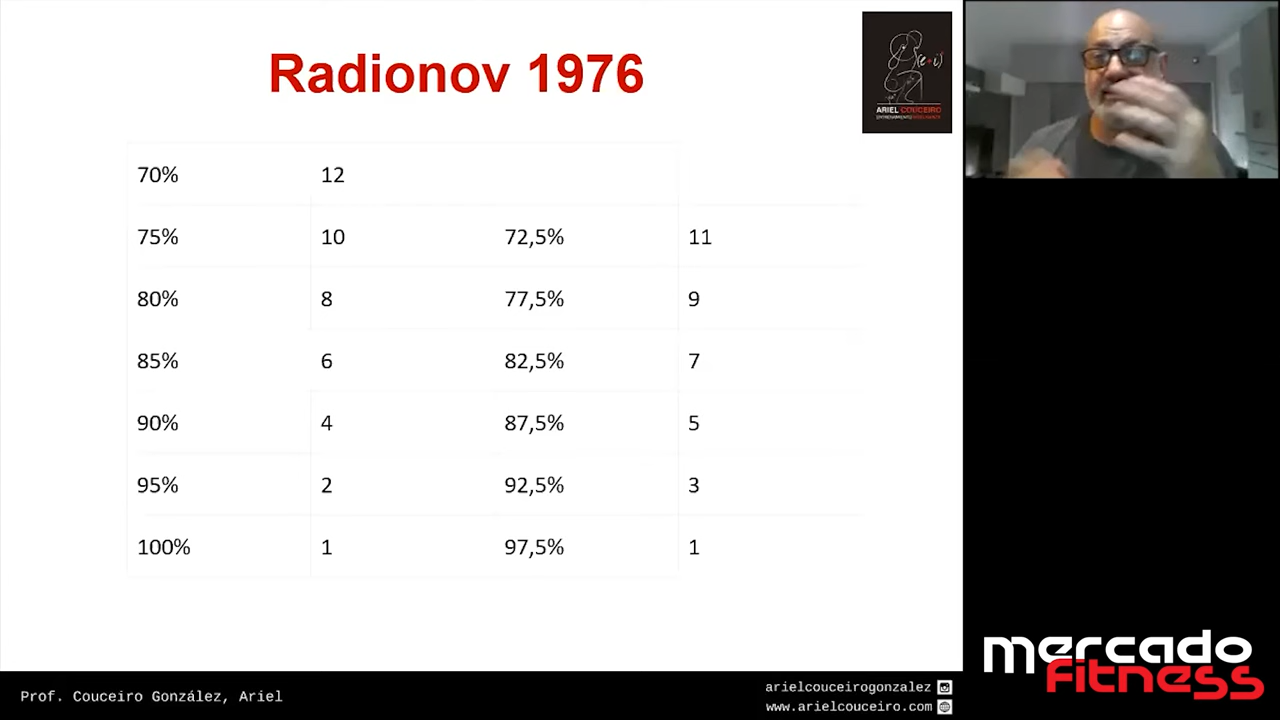 Radionov 1976
(e+i)
ARIEL COUCEIRO
70% 12
75% 10 72,5% 11
80% 8 77,5% 9
85% 6 82,5% 7
90% 4 87,5% 5
95% 2 92,5% 3
100% 1 97,5% 1
mercado
fitness
Prof. Couceiro González, Ariel
arielcouceirogonzalez
www.arielcouceiro.com